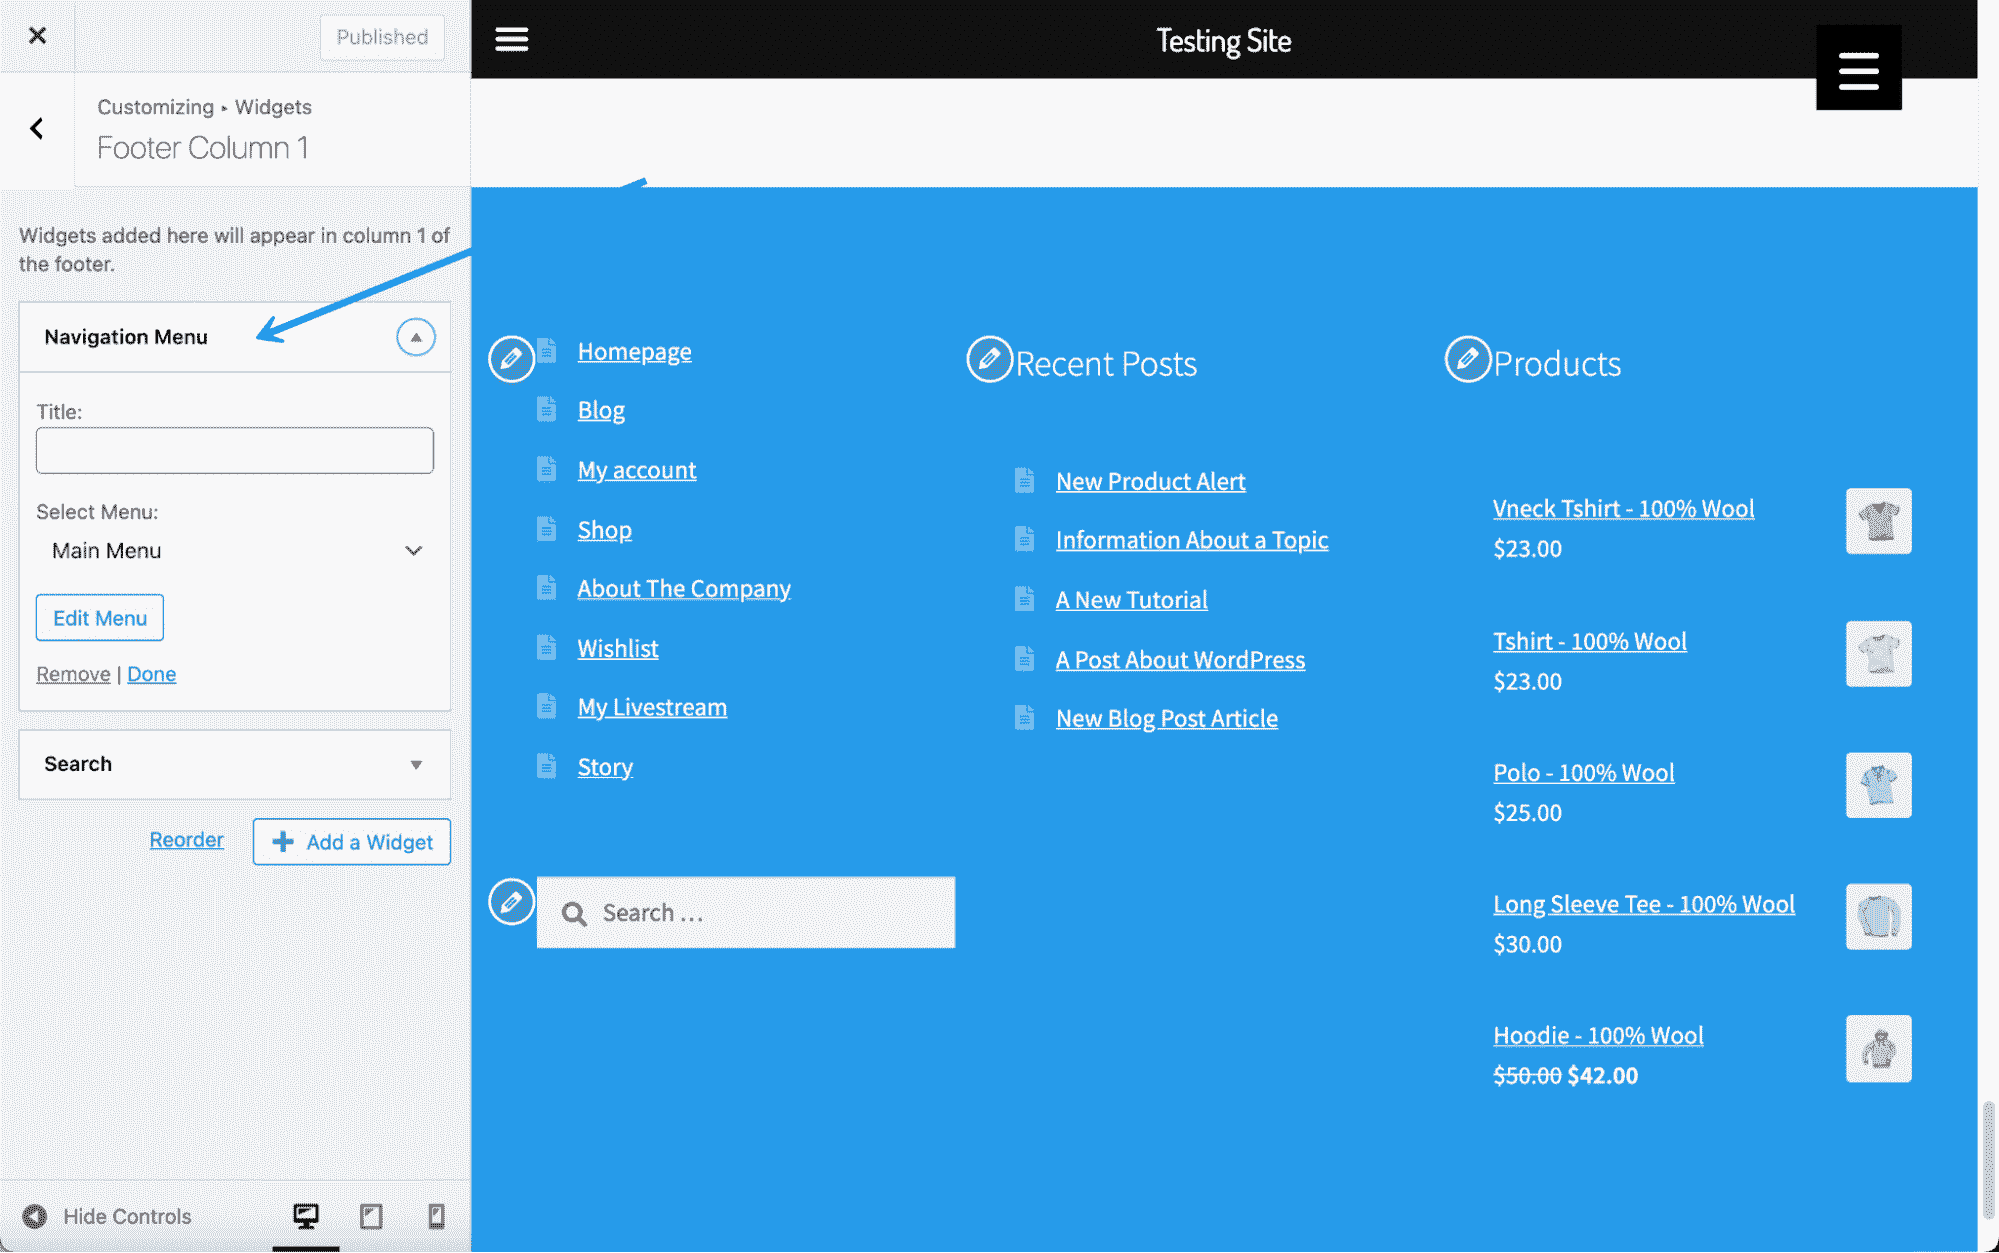 Published
Customizing ▸ Widgets
Footer Column 1
Widgets added here will appear in column 1 of
the footer.
Navigation Menu
Title:
Select Menu:
Main Menu
Edit Menu
Remove | Done
Search
Reorder
Add a Widget
Hide Controls
Testing Site
Homepage
Blog
My account
Shop
About The Company
Wishlist
My Livestream
Story
Search …
Recent Posts
New Product Alert
Information About a Topic
A New Tutorial
A Post About WordPress
New Blog Post Article
Products
Vneck Tshirt - 100% Wool
$23.00
Tshirt - 100% Wool
$23.00
Polo - 100% Wool
$25.00
Long Sleeve Tee - 100% Wool
$30.00
Hoodie - 100% Wool
$50.00 $42.00